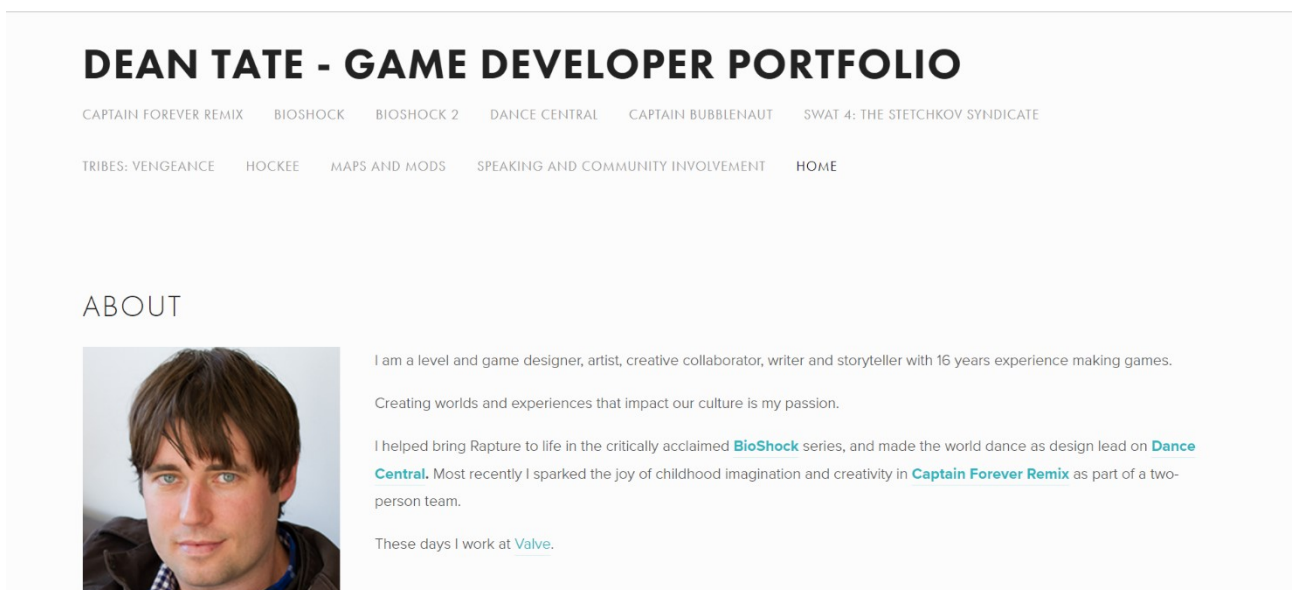 DEAN TATE - GAME DEVELOPER PORTFOLIO
CAPTAIN FOREVER REMIX BIOSHOCK BIOSHOCK 2 DANCE CENTRAL CAPTAIN BUBBLENAUT SWAT 4: THE STETCHKOV SYNDICATE
TRIBES: VENGEANCE HOCKEE MAPS AND MODS SPEAKING AND COMMUNITY INVOLVEMENT HOME
ABOUT
I am a level and game designer, artist, creative collaborator, writer and storyteller with 16 years experience making games.
Creating worlds and experiences that impact our culture is my passion.
I helped bring Rapture to life in the critically acclaimed BioShock series, and made the world dance as design lead on Dance
Central. Most recently I sparked the joy of childhood imagination and creativity in Captain Forever Remix as part of a two-
person team.
These days I work at Valve.